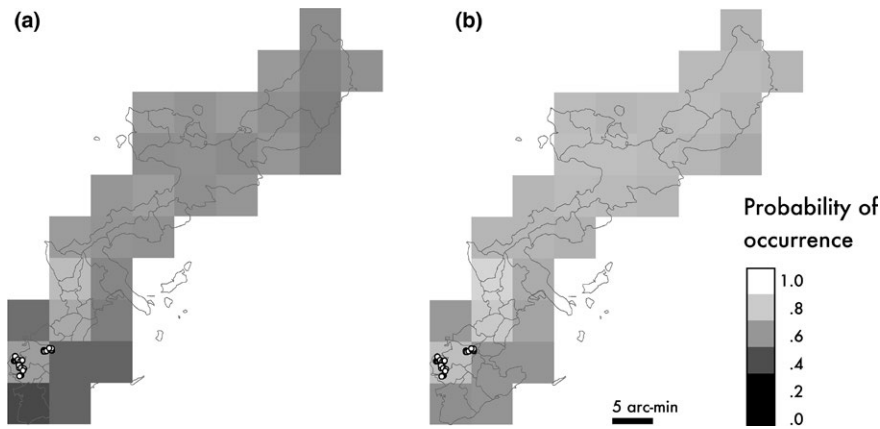 (a)
(b)
Probability of
occurrence
1.0
.8
.6
.4
.2
.0
5 arc-min